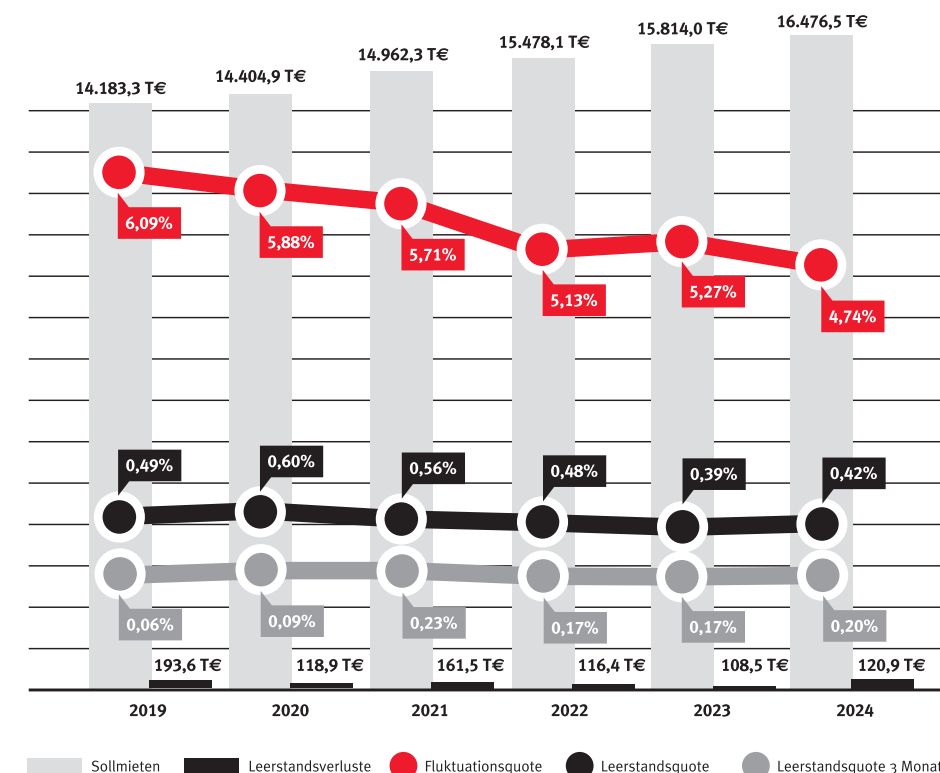 14.183,3 T€
14.404,9 T€
14.962,3 T€
15.478,1 T€
15.814,0 T€
16.476,5 T€
6,09%
5,88%
5,71%
5,13%
5,27%
4,74%
0,49%
0,60%
0,56%
0,48%
0,39%
0,42%
0,06%
0,09%
0,23%
0,17%
0,17%
0,20%
193,6 T€
118,9 T€
161,5 T€
116,4 T€
108,5 T€
120,9 T€
2019
2020
2021
2022
2023
2024
Sollmieten
Leerstandsverluste
Fluktuationsquote
Leerstandsquote
Leerstandsquote 3 Monat